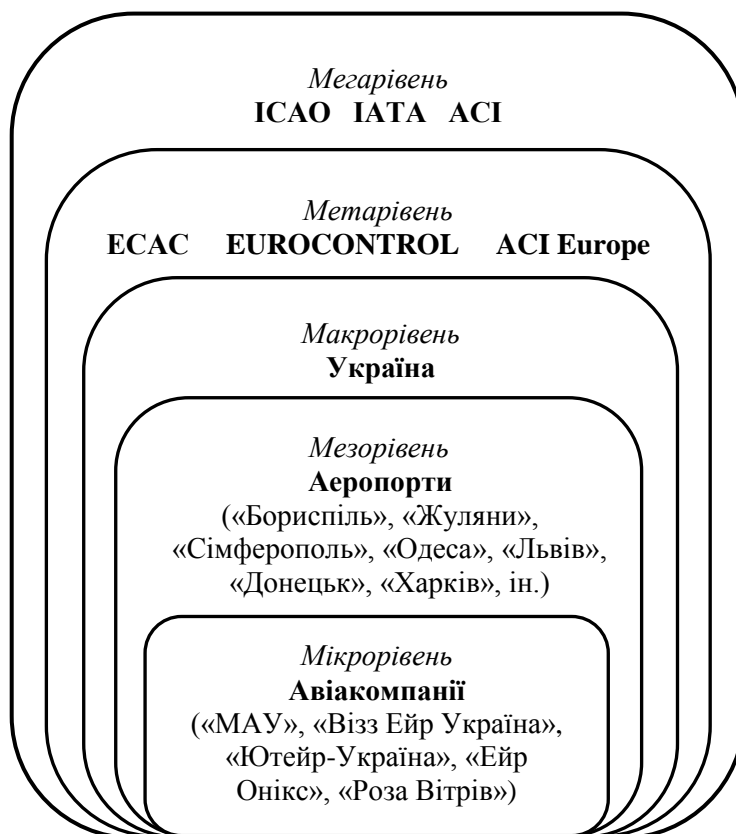 Мегарівень
ICAO IATA ACI
Метарівень
ECAC EUROCONTROL ACI Europe
Макрорівень
Україна
Мезорівень
Аеропорти
(«Бориспіль», «Жуляни»,
«Сімферополь», «Одеса», «Львів»,
«Донецьк», «Харків», ін.)
Мікрорівень
Авіакомпанії
(«МАУ», «Візз Ейр Україна»,
«Ютейр-Україна», «Ейр
Онікс», «Роза Вітрів»)